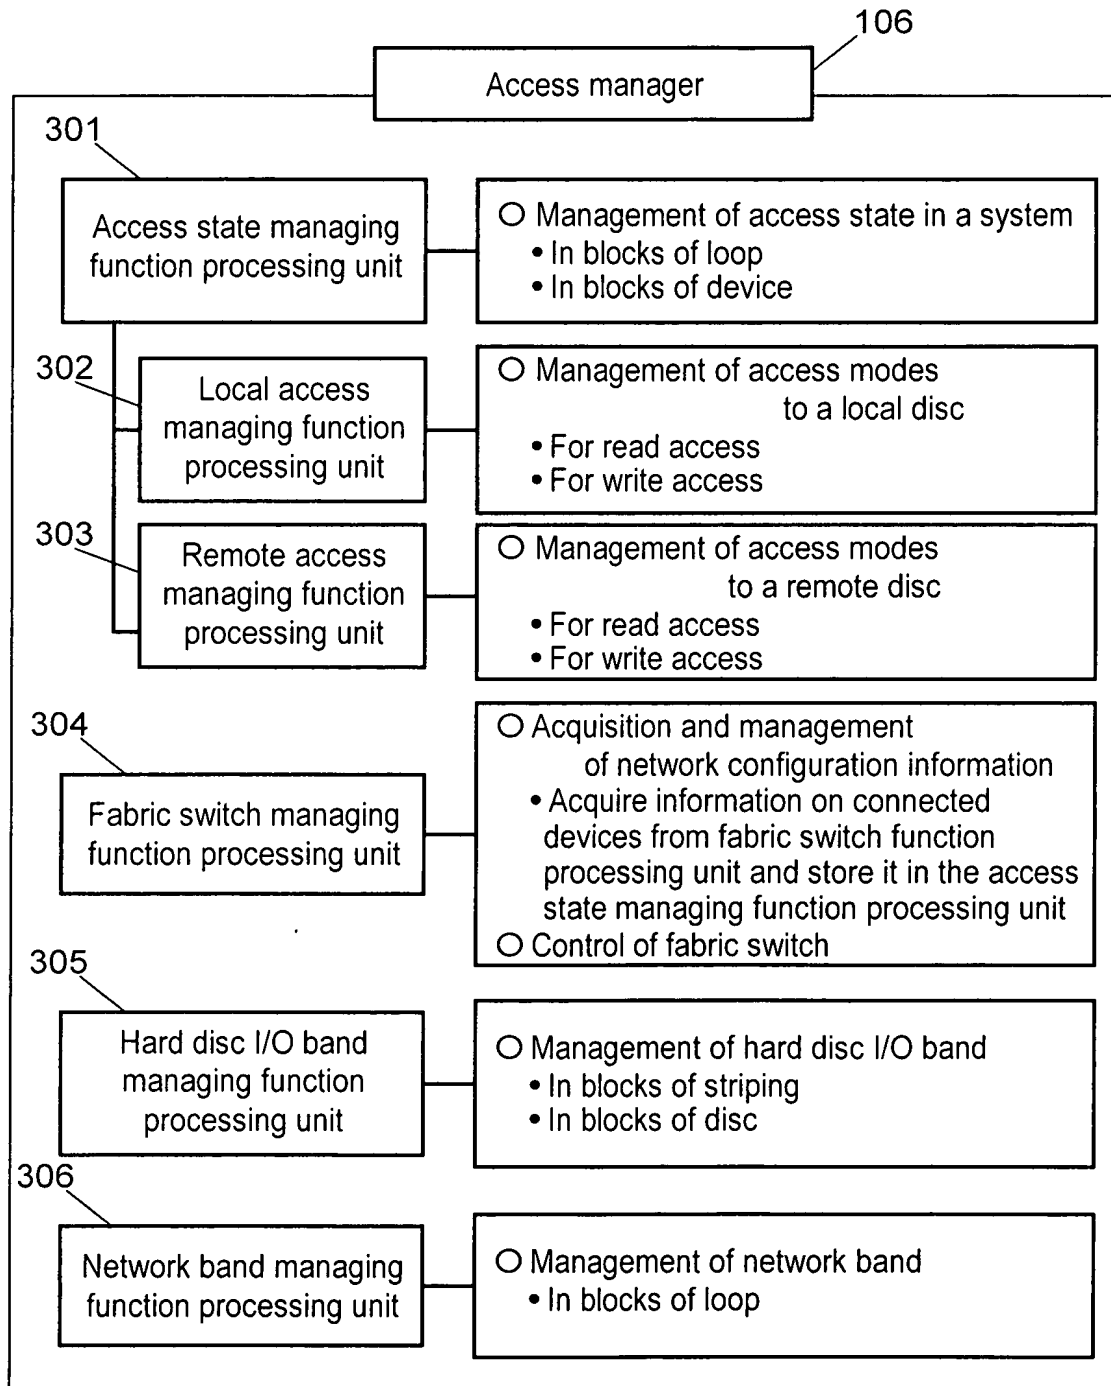 106
Access manager
301
Access state managing
function processing unit
○ Management of access state in a system
• In blocks of loop
• In blocks of device
302
Local access
managing function
processing unit
○ Management of access modes
to a local disc
• For read access
• For write access
303
Remote access
managing function
processing unit
○ Management of access modes
to a remote disc
• For read access
• For write access
304
Fabric switch managing
function processing unit
○ Acquisition and management
of network configuration information
• Acquire information on connected
devices from fabric switch function
processing unit and store it in the access
state managing function processing unit
○ Control of fabric switch
305
Hard disc I/O band
managing function
processing unit
○ Management of hard disc I/O band
• In blocks of striping
• In blocks of disc
306
Network band managing
function processing unit
○ Management of network band
• In blocks of loop